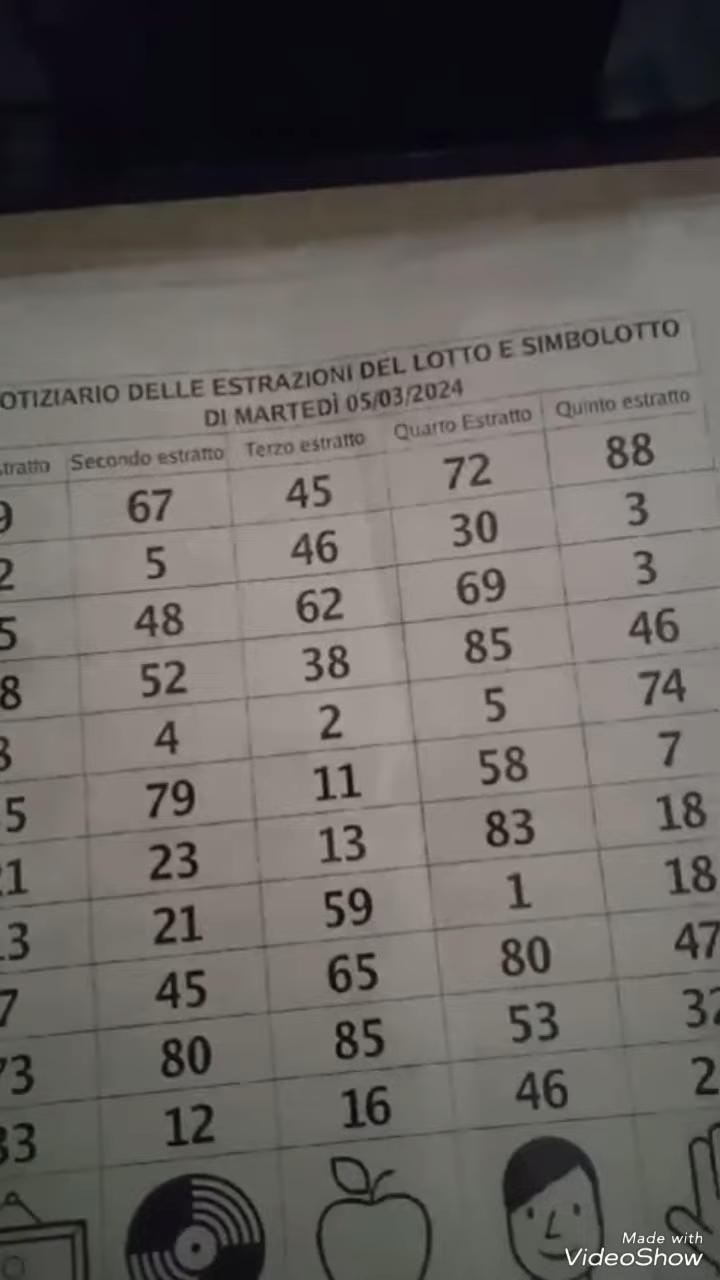 DELLE ESTRAZIONI DEL LOTTO E SIMBOLOTTO
DI MARTEDÌ 05/03/2024
Secondo estratto Terzo estratto Quarto Estratto Quinto estratto
67 45 72 88
5 46 30 3
48 62 69 3
52 38 85 46
4 2 5 74
79 11 58 7
23 13 83 18
21 59 1 18
45 65 80 47
80 85 53
12 16 46
Made with
VideoShow